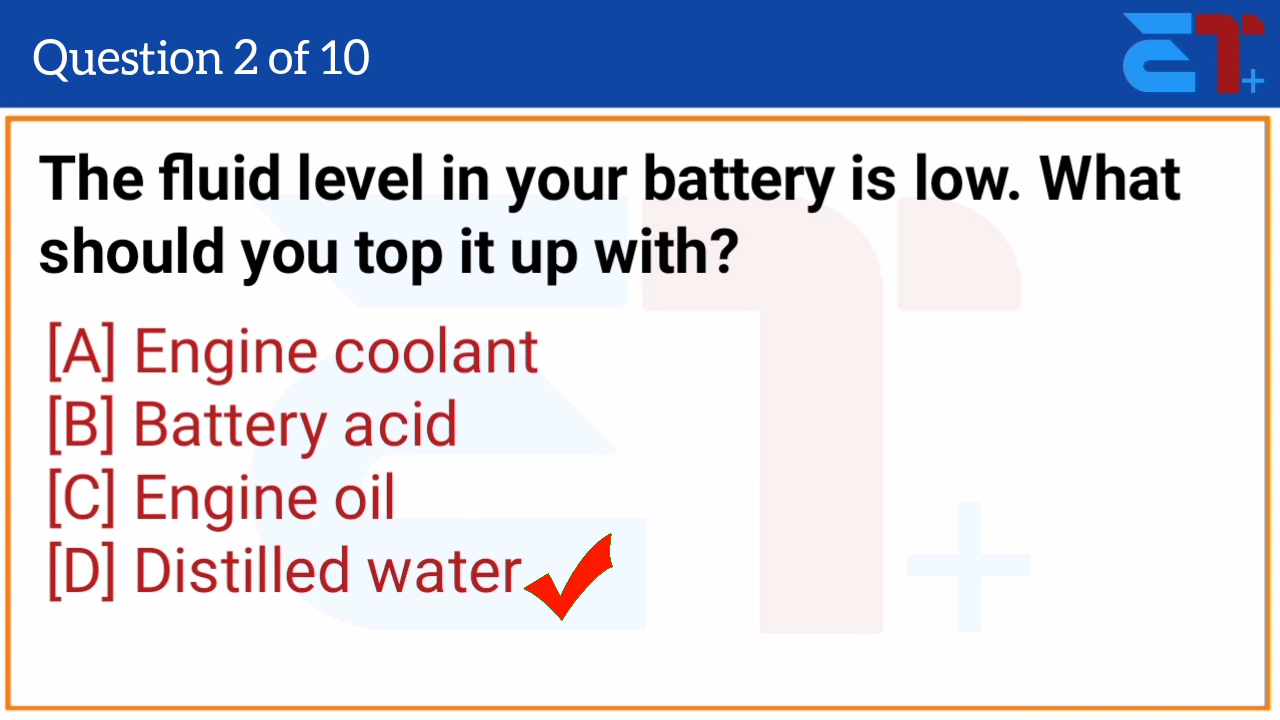 Question 2 of 10
ET+
The fluid level in your battery is low. What
should you top it up with?
[A] Engine coolant
[B] Battery acid
[C] Engine oil
[D] Distilled water